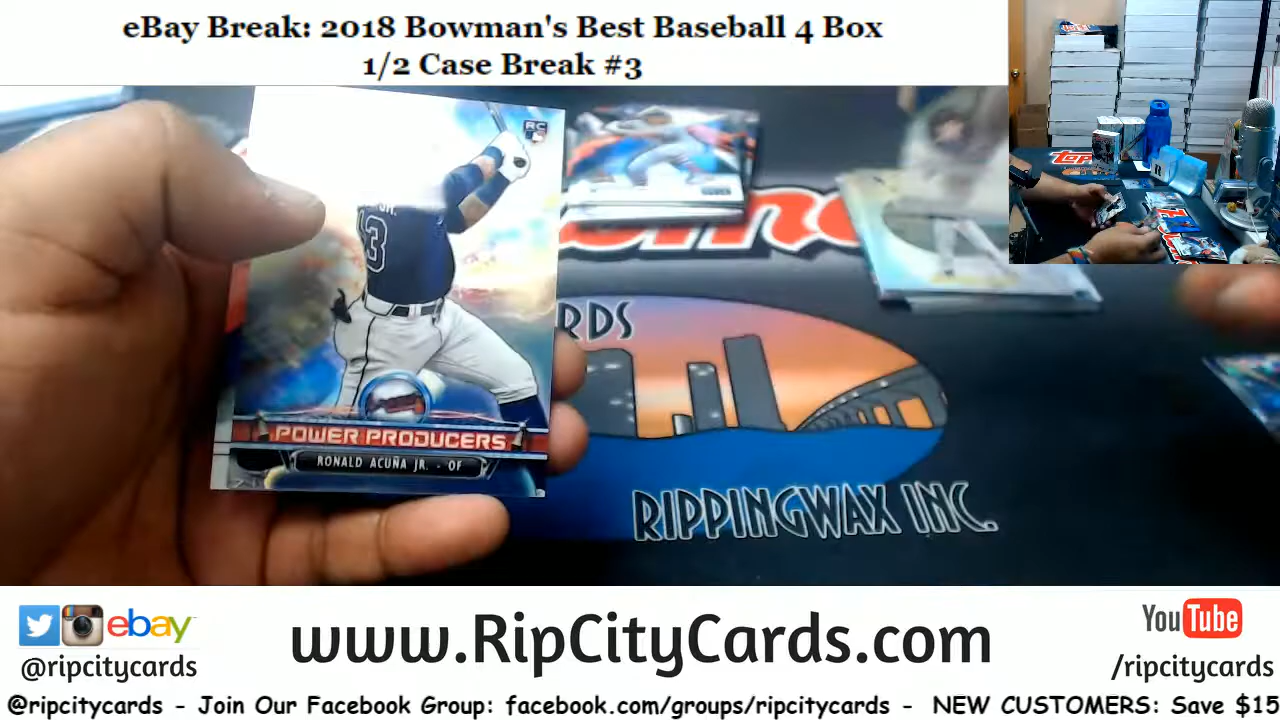 eBay Break: 2018 Bowman's Best Baseball 4 Box
1/2 Case Break #3
RC
JR.
13
POWER PRODUCERS
RONALD ACUÑA JR. - OF
RDS
RIPPINGWAX INC.
topps
ebay
@ripcitycards
www.RipCityCards.com
YouTube
/ripcitycards
@ripcitycards - Join Our Facebook Group: facebook.com/groups/ripcitycards - NEW CUSTOMERS: Save $15